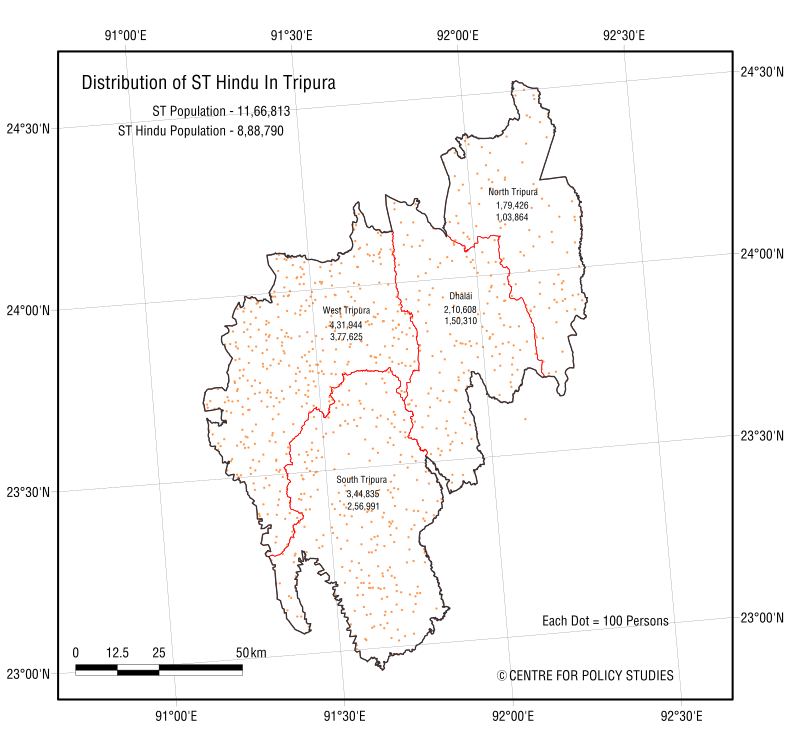 91°00'E 91°30'E 92°00'E 92°30'E
Distribution of ST Hindu In Tripura
ST Population - 11,66,813
ST Hindu Population - 8,88,790
24°30'N
24°30'N
North Tripura
1,79,426
1,03,864
24°00'N
24°00'N
Dhalai
2,10,608
1,50,310
West Tripura
4,31,944
3,77,625
23°30'N
23°30'N
South Tripura
3,44,835
2,56,991
Each Dot = 100 Persons
23°00'N
23°00'N
0 12.5 25 50 km
© CENTRE FOR POLICY STUDIES
91°00'E 91°30'E 92°00'E 92°30'E